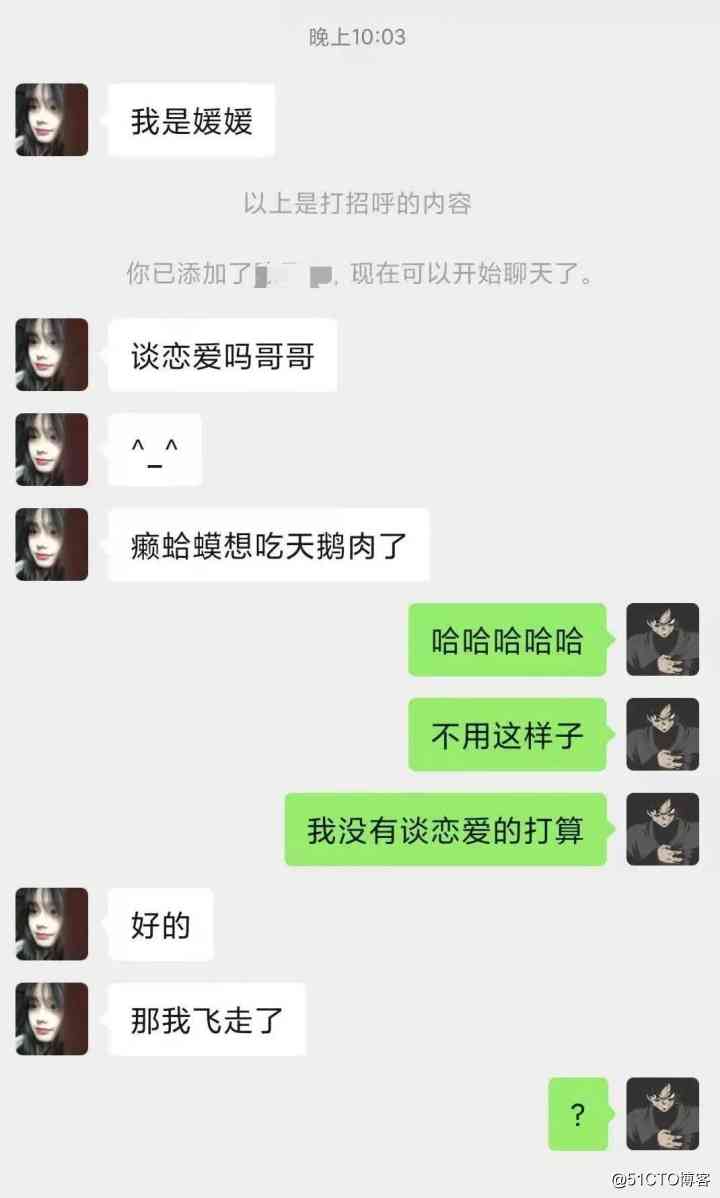 晚上10:03
我是媛媛
以上是打招呼的内容
你已添加了 , 现在可以开始聊天了。
谈恋爱吗哥哥
^_^
癞蛤蟆想吃天鹅肉了
哈哈哈哈哈
不用这样子
我没有谈恋爱的打算
好的
那我飞走了
?
@51CTO博客